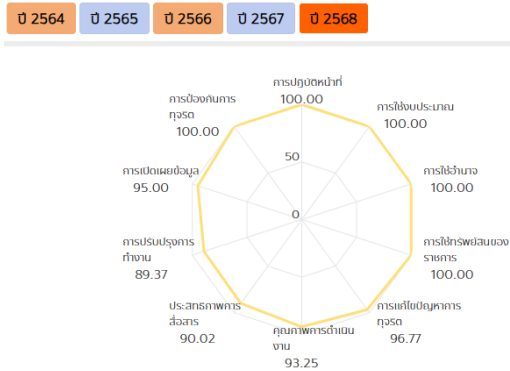 ปี 2564 ปี 2565 ปี 2566 ปี 2567 ปี 2568
การปฏิบัติหน้าที่
100.00
การใช้งบประมาณ
100.00
การใช้อำนาจ
100.00
การใช้ทรัพย์สินของ
ราชการ
100.00
การแก้ไขปัญหาการ
ทุจริต
96.77
คุณภาพการดำเนิน
งาน
93.25
ประสิทธิภาพการ
สื่อสาร
90.02
การปรับปรุงการ
ทำงาน
89.37
การเปิดเผยข้อมูล
95.00
การป้องกันการ
ทุจริต
100.00
50
0